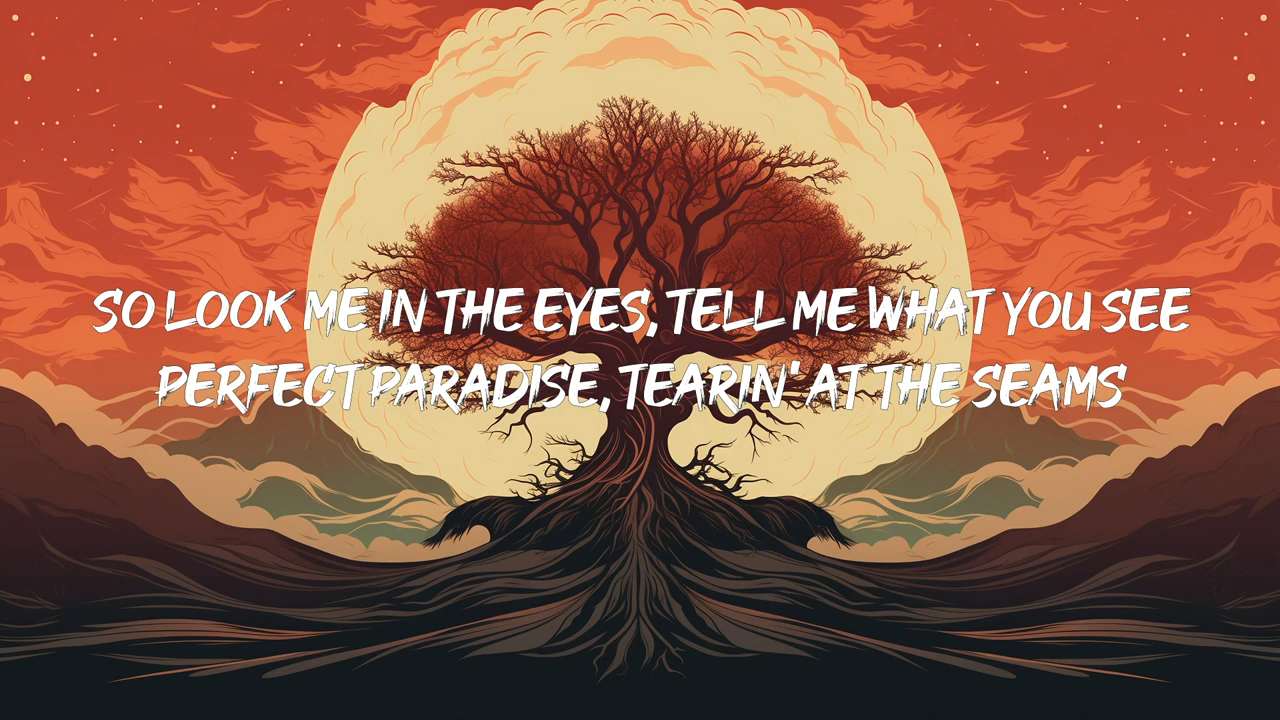 SO LOOK ME IN THE EYES, TELL ME WHAT YOU SEE
PERFECT PARADISE, TEARIN' AT THE SEAMS